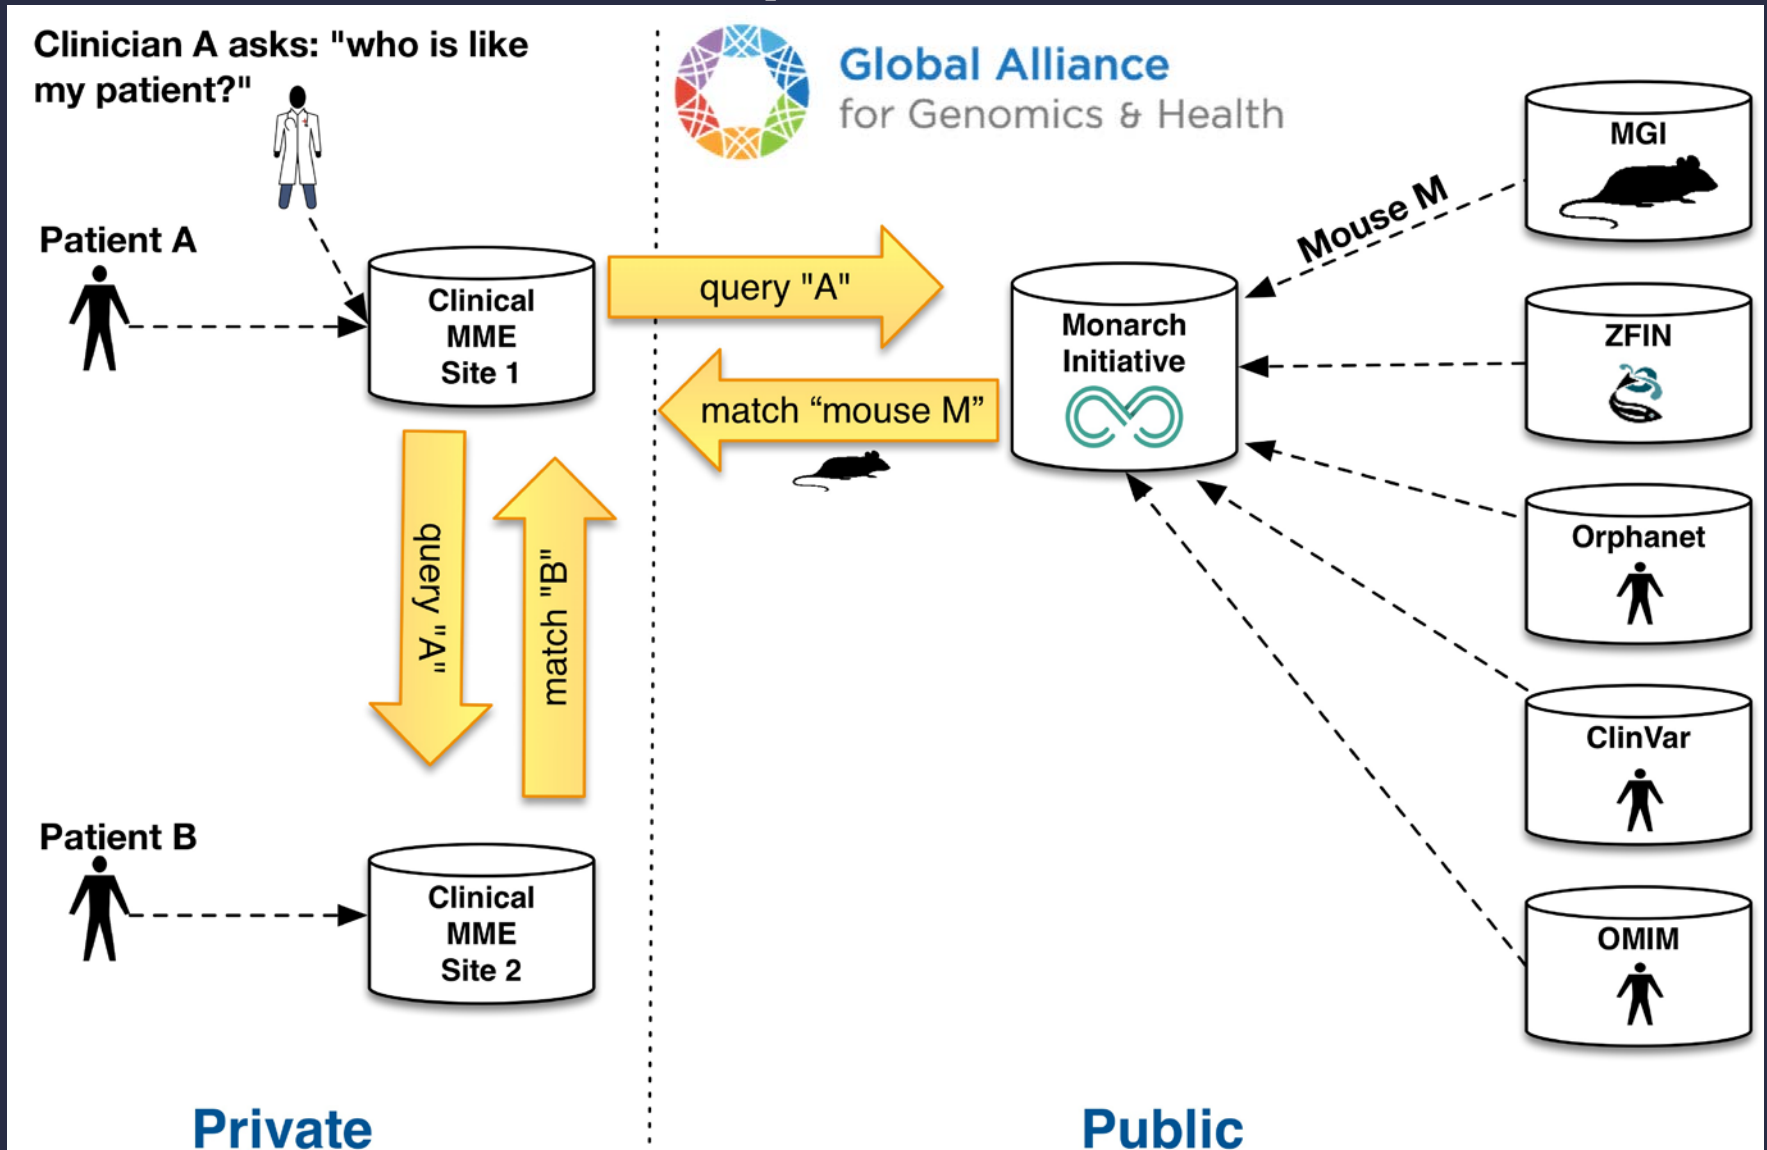 Clinician A asks: "who is like
my patient?"
Global Alliance
for Genomics & Health
MGI
Mouse M
Patient A
Clinical
MME
Site 1
query "A"
Monarch
Initiative
ZFIN
match “mouse M”
Orphanet
query "A"
match "B"
ClinVar
Patient B
Clinical
MME
Site 2
OMIM
Private
Public